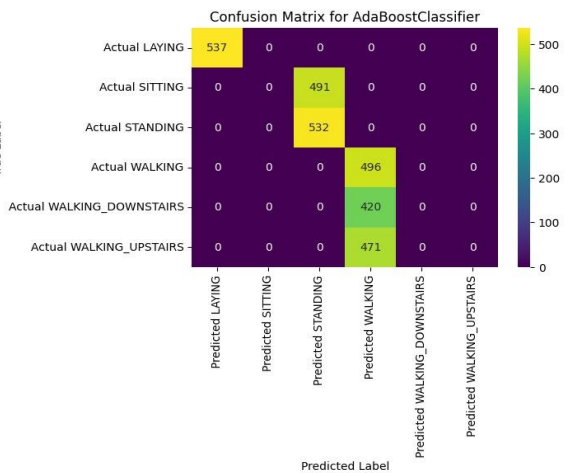 Confusion Matrix for AdaBoostClassifier
Actual LAYING 537 0 0 0 0 0
Actual SITTING 0 0 491 0 0 0
Actual STANDING 0 0 532 0 0 0
Actual WALKING 0 0 0 496 0 0
Actual WALKING_DOWNSTAIRS 0 0 0 420 0 0
Actual WALKING_UPSTAIRS 0 0 0 471 0 0
Predicted LAYING
Predicted SITTING
Predicted STANDING
Predicted WALKING
Predicted WALKING_DOWNSTAIRS
Predicted WALKING_UPSTAIRS
Predicted Label
500
400
300
200
100
0